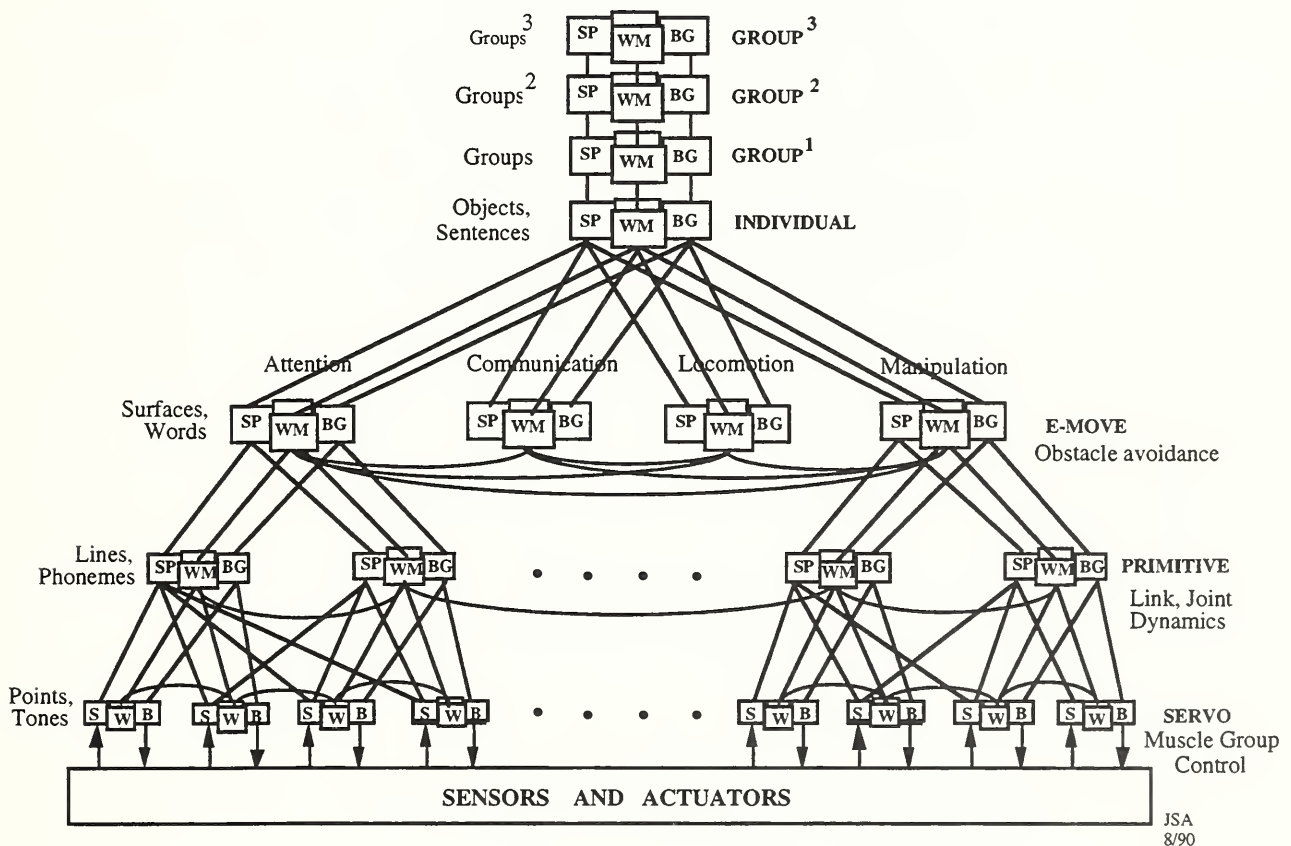 Groups³ SP WM BG GROUP³
Groups² SP WM BG GROUP²
Groups SP WM BG GROUP¹
Objects,
Sentences SP WM BG INDIVIDUAL
Attention Communication Locomotion Manipulation
Surfaces,
Words SP WM BG SP WM BG SP WM BG SP WM BG E-MOVE
Obstacle avoidance
Lines,
Phonemes SP WM BG SP WM BG SP WM BG SP WM BG PRIMITIVE
Link, Joint
Dynamics
Points,
Tones S W B S W B S W B S W B S W B S W B S W B S W B SERVO
Muscle Group
Control
SENSORS AND ACTUATORS
JSA
8/90